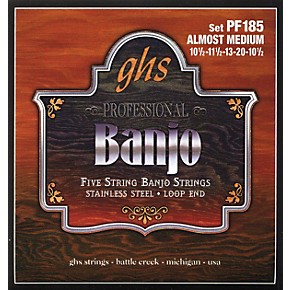 Set PF185
ALMOST MEDIUM
10½-11½-13-20-10½
ghs
PROFESSIONAL
Banjo
FIVE STRING BANJO STRINGS
STAINLESS STEEL • LOOP END
ghs strings - battle creek - michigan - usa